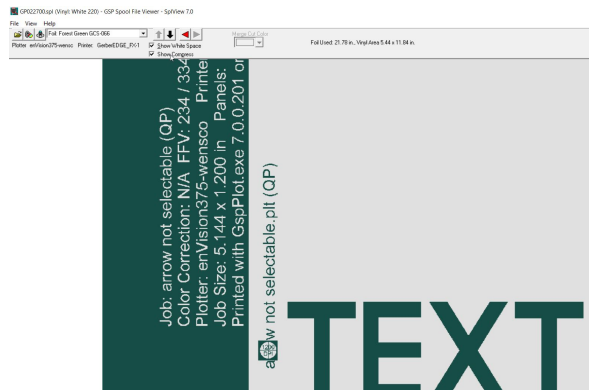 GP022700.spl (Vinyl: White 220) - GSP Spool File Viewer - SplView 7.0
File View Help
Foil: Forest Green GCS-066
Merge Cut Color
Plotter enVision375-wensco Printer: GerberEDGE_FX-1
Show White Space
Show Compress
Foil Used: 21.78 in., Vinyl Area 5.44 x 11.84 in.
Job: arrow not selectable (QP)
Color Correction: N/A FFV: 234 / 334
Plotter: enVision375-wensco Printe
Job Size: 5.144 x 1.200 in Panels:
Printed with GspPlot.exe 7.0.0.201 or
w not selectable.plt (QP)
TEXT